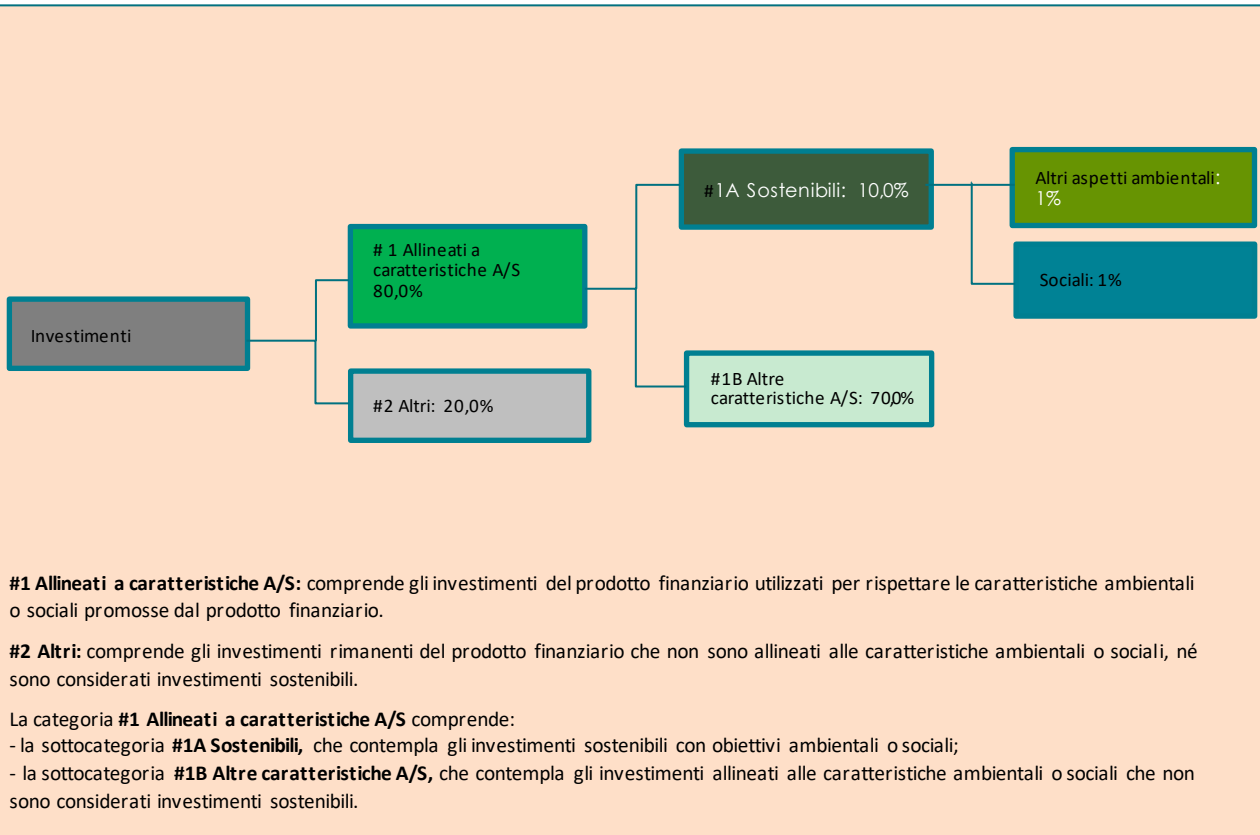 Investimenti
# 1 Allineati a
caratteristiche A/S
80,0%
#2 Altri: 20,0%
#1A Sostenibili: 10,0%
#1B Altre
caratteristiche A/S: 70,0%
Altri aspetti ambientali:
1%
Sociali: 1%
#1 Allineati a caratteristiche A/S: comprende gli investimenti del prodotto finanziario utilizzati per rispettare le caratteristiche ambientali
o sociali promosse dal prodotto finanziario.
#2 Altri: comprende gli investimenti rimanenti del prodotto finanziario che non sono allineati alle caratteristiche ambientali o sociali, né
sono considerati investimenti sostenibili.
La categoria #1 Allineati a caratteristiche A/S comprende:
- la sottocategoria #1A Sostenibili, che contempla gli investimenti sostenibili con obiettivi ambientali o sociali;
- la sottocategoria #1B Altre caratteristiche A/S, che contempla gli investimenti allineati alle caratteristiche ambientali o sociali che non
sono considerati investimenti sostenibili.